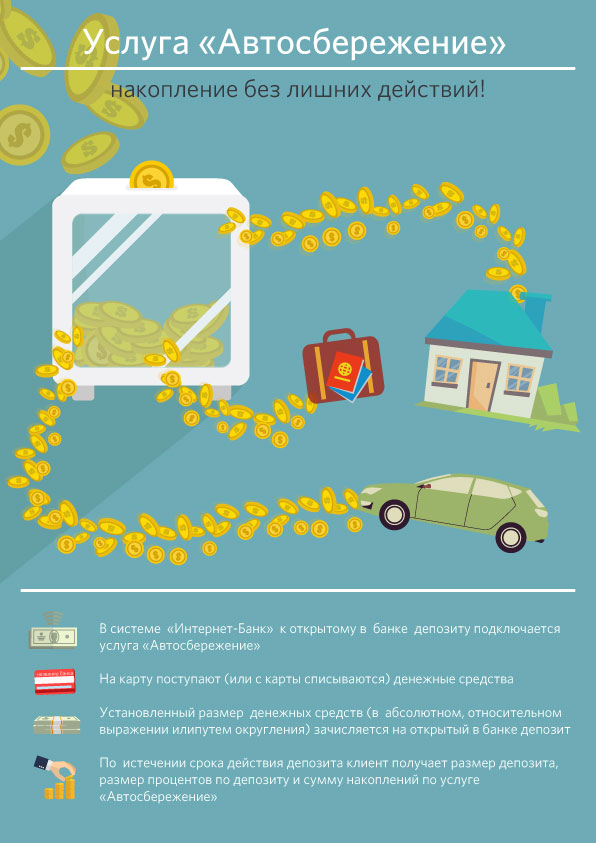 Услуга «Автосбережение»
накопление без лишних действий!
В системе «Интернет-Банк» к открытому в банке депозиту подключается
услуга «Автосбережение»
На карту поступают (или с карты списываются) денежные средства
Установленный размер денежных средств (в абсолютном, относительном
выражении илипутем округления) зачисляется на открытый в банке депозит
По истечении срока действия депозита клиент получает размер депозита,
размер процентов по депозиту и сумму накоплений по услуге
«Автосбережение»